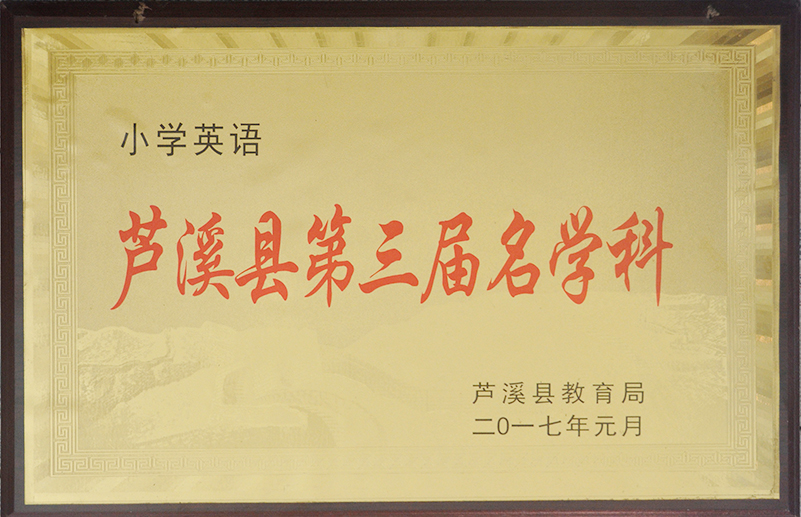 小学英语
芦溪县第三届名学科
芦溪县教育局
二0一七年元月